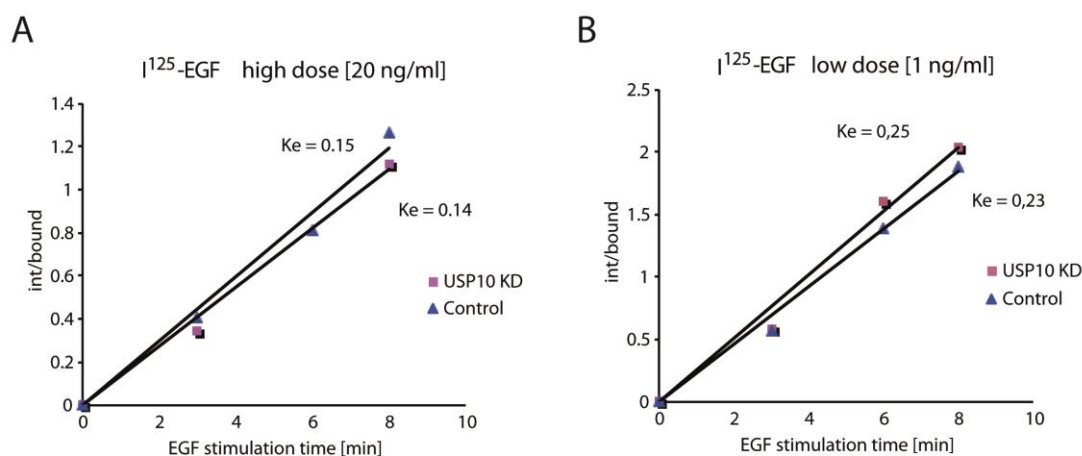 A
I¹²⁵-EGF high dose [20 ng/ml]
1.4
1.2
1
0.8
0.6
0.4
0.2
0
int/bound
Ke = 0.15
Ke = 0.14
USP10 KD
Control
0 2 4 6 8 10
EGF stimulation time [min]
B
I¹²⁵-EGF low dose [1 ng/ml]
2.5
2
1.5
1
0.5
0
int/bound
Ke = 0,25
Ke = 0,23
USP10 KD
Control
0 2 4 6 8 10
EGF stimulation time [min]